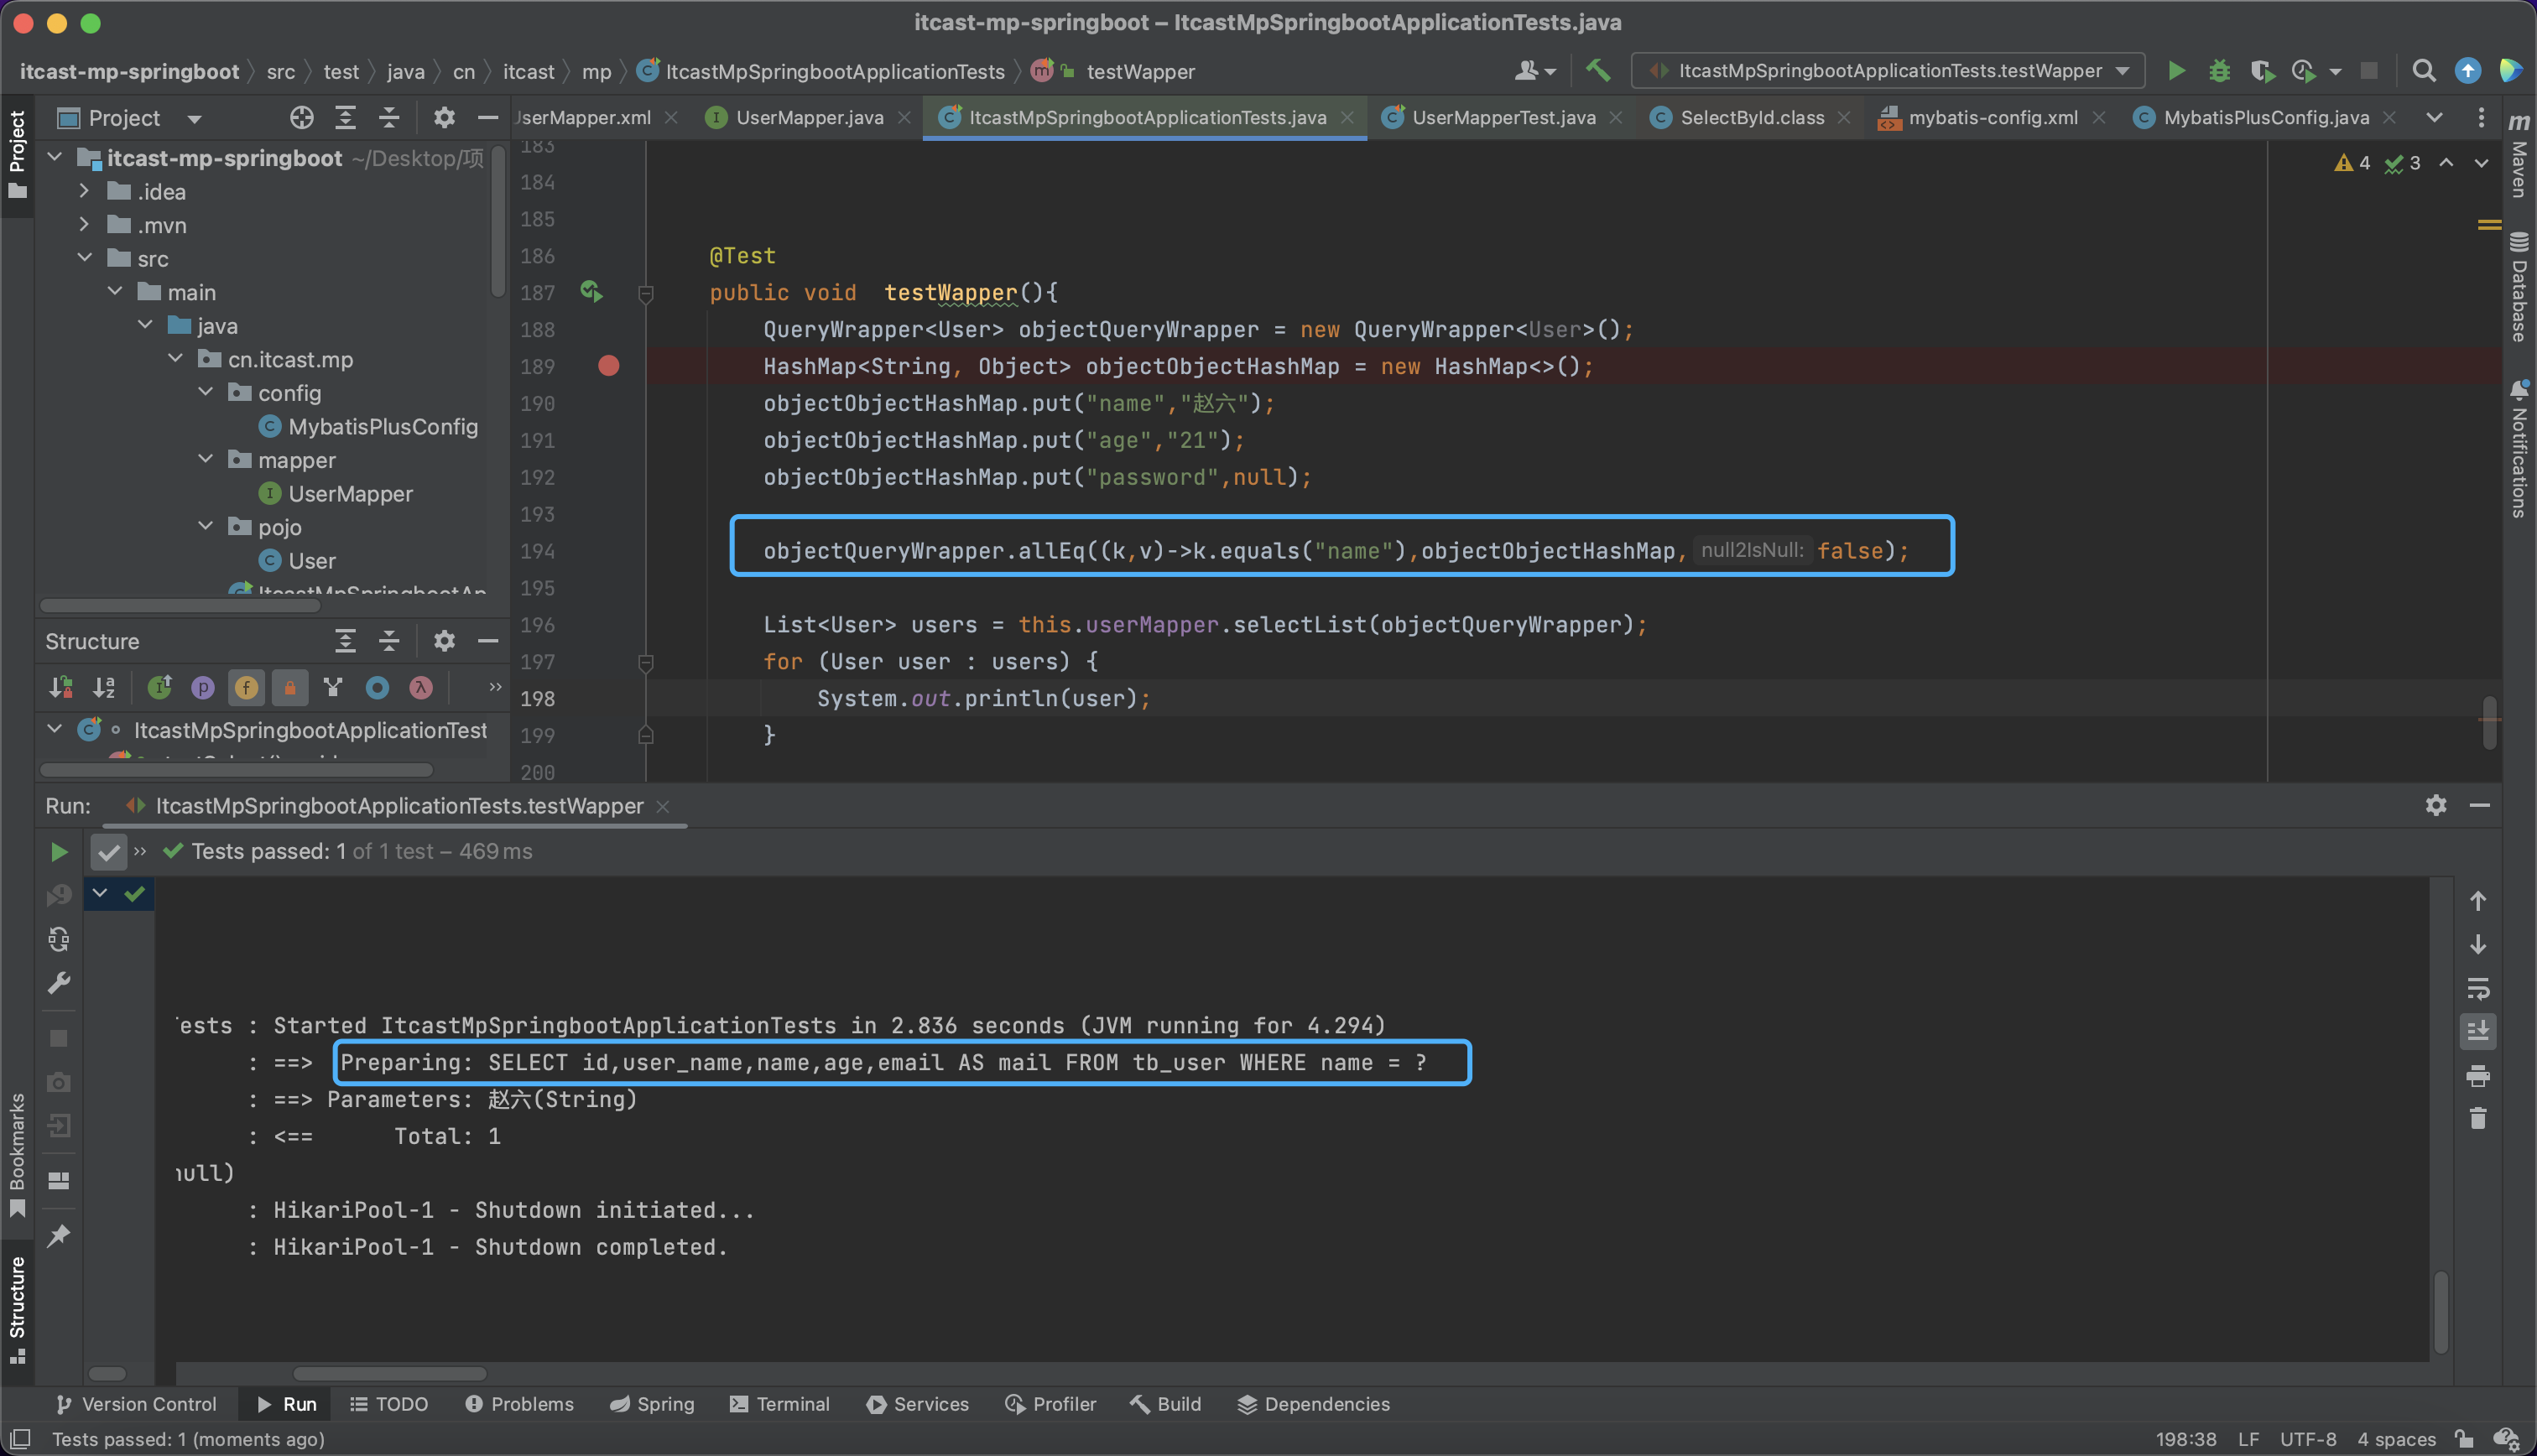 itcast-mp-springboot – ItcastMpSpringbootApplicationTests.java
itcast-mp-springboot src test java cn itcast mp ItcastMpSpringbootApplicationTests testWapper
ItcastMpSpringbootApplicationTests.testWapper
Project
UserMapper.xml UserMapper.java ItcastMpSpringbootApplicationTests.java UserMapperTest.java SelectById.class mybatis-config.xml MybatisPlusConfig.java
Project
Maven
Database
Notifications
4 3
itcast-mp-springboot ~/Desktop/项
.idea
.mvn
src
main
java
cn.itcast.mp
config
MybatisPlusConfig
mapper
UserMapper
pojo
User
ItcastMpSpringbootAp
183
184
185
186 @Test
187 public void testWapper(){
188 QueryWrapper<User> objectQueryWrapper = new QueryWrapper<User>();
189 HashMap<String, Object> objectObjectHashMap = new HashMap<>();
190 objectObjectHashMap.put("name","赵六");
191 objectObjectHashMap.put("age","21");
192 objectObjectHashMap.put("password",null);
193
194 objectQueryWrapper.allEq((k,v)->k.equals("name"),objectObjectHashMap, null2IsNull: false);
195
196 List<User> users = this.userMapper.selectList(objectQueryWrapper);
197 for (User user : users) {
198 System.out.println(user);
199 }
200
Structure
ItcastMpSpringbootApplicationTest
Run: ItcastMpSpringbootApplicationTests.testWapper
Tests passed: 1 of 1 test – 469 ms
ests : Started ItcastMpSpringbootApplicationTests in 2.836 seconds (JVM running for 4.294)
: ==> Preparing: SELECT id,user_name,name,age,email AS mail FROM tb_user WHERE name = ?
: ==> Parameters: 赵六(String)
: <== Total: 1
null)
: HikariPool-1 - Shutdown initiated...
: HikariPool-1 - Shutdown completed.
Bookmarks
Structure
Version Control Run TODO Problems Spring Terminal Services Profiler Build Dependencies
Tests passed: 1 (moments ago)
198:38 LF UTF-8 4 spaces